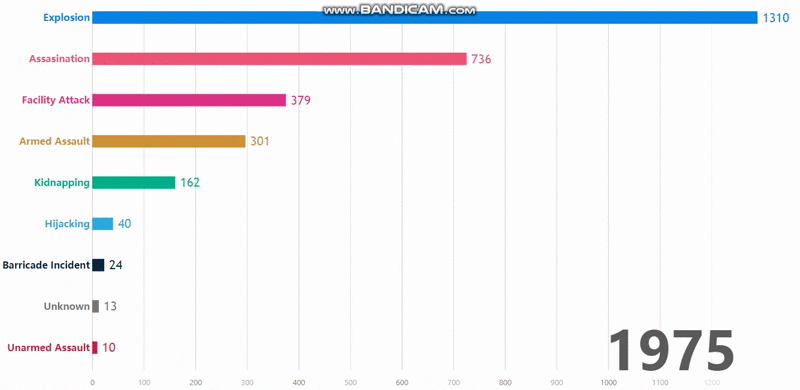 www.BANDICAM.com
Explosion 1310
Assasination 736
Facility Attack 379
Armed Assault 301
Kidnapping 162
Hijacking 40
Barricade Incident 24
Unknown 13
Unarmed Assault 10
1975
0 100 200 300 400 500 600 700 800 900 1000 1100 1200